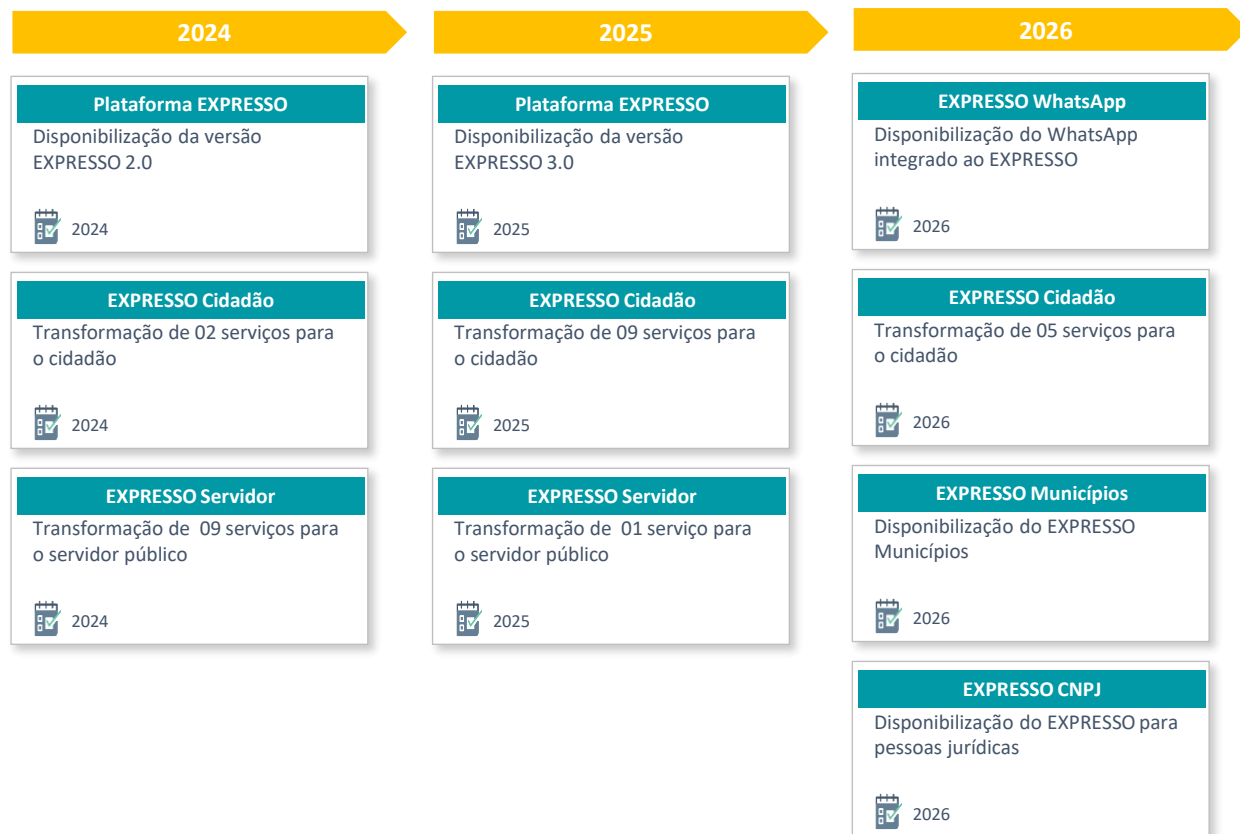 2024
Plataforma EXPRESSO
Disponibilização da versão
EXPRESSO 2.0
2024
EXPRESSO Cidadão
Transformação de 02 serviços para
o cidadão
2024
EXPRESSO Servidor
Transformação de 09 serviços para
o servidor público
2024
2025
Plataforma EXPRESSO
Disponibilização da versão
EXPRESSO 3.0
2025
EXPRESSO Cidadão
Transformação de 09 serviços para
o cidadão
2025
EXPRESSO Servidor
Transformação de 01 serviço para
o servidor público
2025
2026
EXPRESSO WhatsApp
Disponibilização do WhatsApp
integrado ao EXPRESSO
2026
EXPRESSO Cidadão
Transformação de 05 serviços para
o cidadão
2026
EXPRESSO Municípios
Disponibilização do EXPRESSO
Municípios
2026
EXPRESSO CNPJ
Disponibilização do EXPRESSO para
pessoas jurídicas
2026